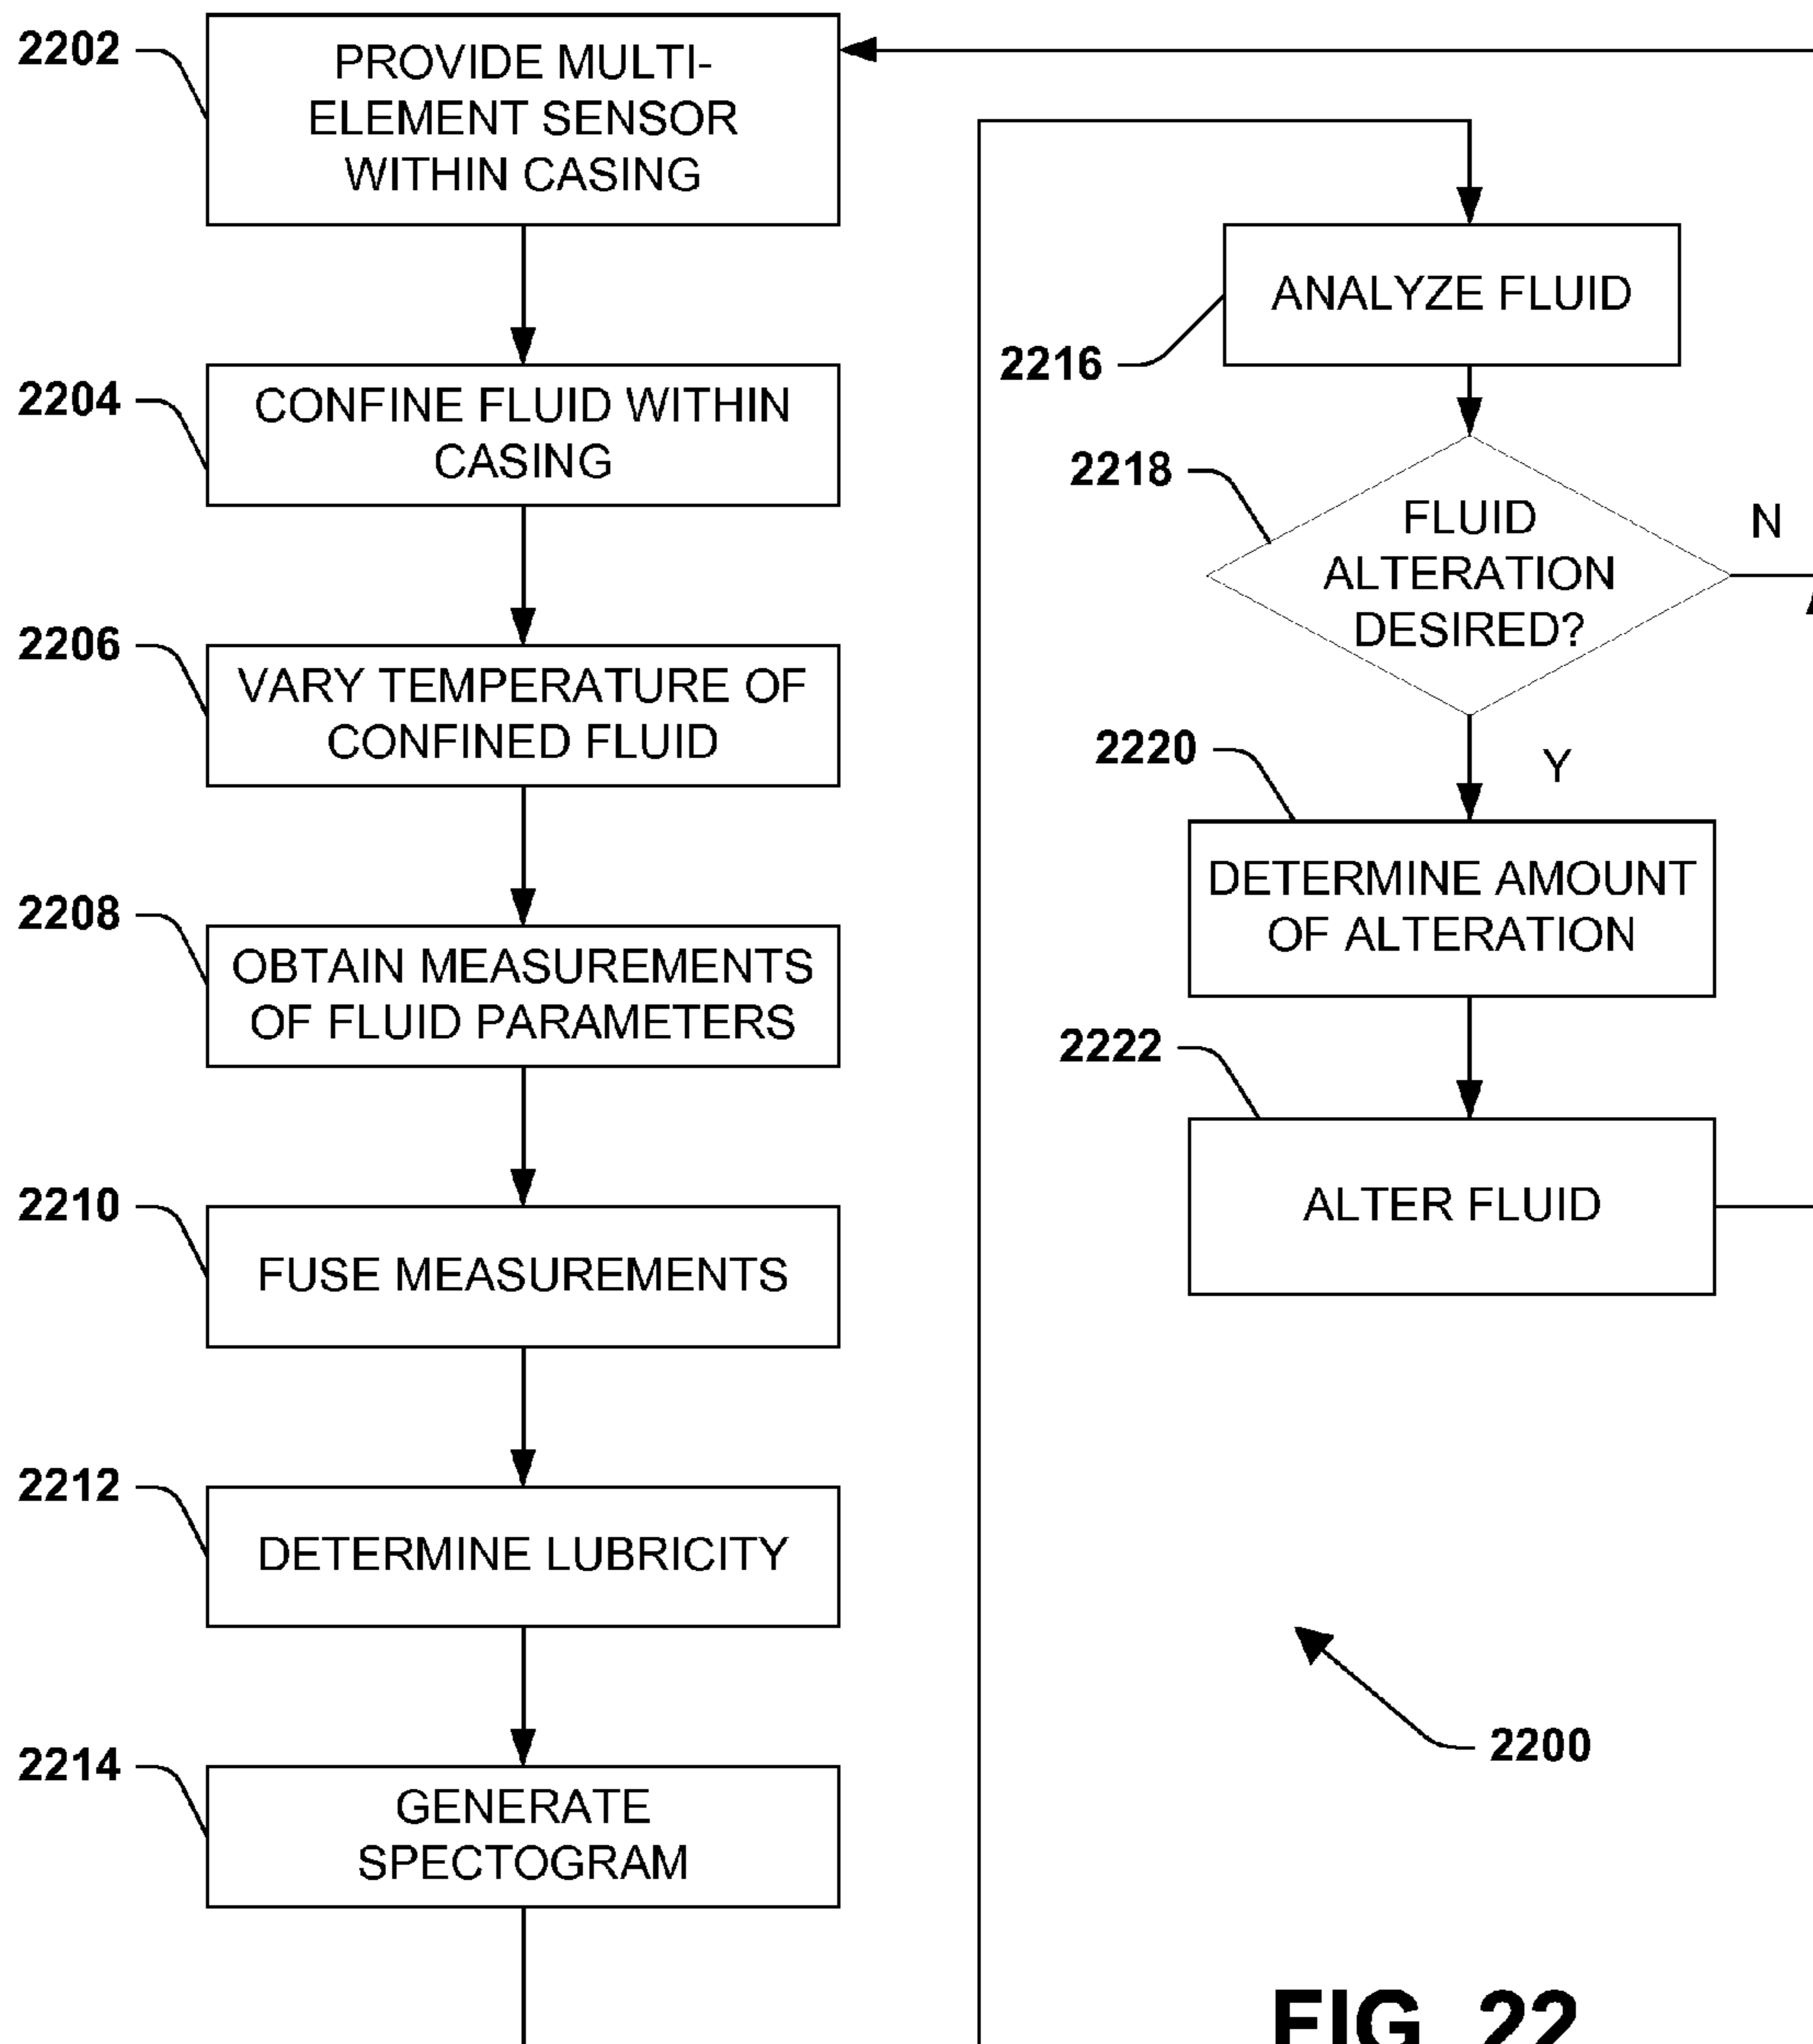 2202
PROVIDE MULTI-
ELEMENT SENSOR
WITHIN CASING
2204
CONFINE FLUID WITHIN
CASING
2206
VARY TEMPERATURE OF
CONFINED FLUID
2208
OBTAIN MEASUREMENTS
OF FLUID PARAMETERS
2210
FUSE MEASUREMENTS
2212
DETERMINE LUBRICITY
2214
GENERATE
SPECTOGRAM
ANALYZE FLUID
2216
2218
FLUID
ALTERATION
DESIRED?
N
2220
Y
DETERMINE AMOUNT
OF ALTERATION
2222
ALTER FLUID
2200
FIG. 22